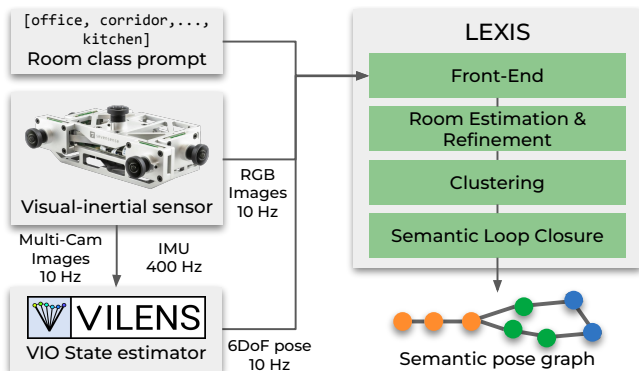 [office, corridor,...,
kitchen]
Room class prompt
Visual-inertial sensor
Multi-Cam
Images
10 Hz
IMU
400 Hz
VILENS
VIO State estimator
RGB
Images
10 Hz
6DoF pose
10 Hz
LEXIS
Front-End
Room Estimation &
Refinement
Clustering
Semantic Loop Closure
Semantic pose graph